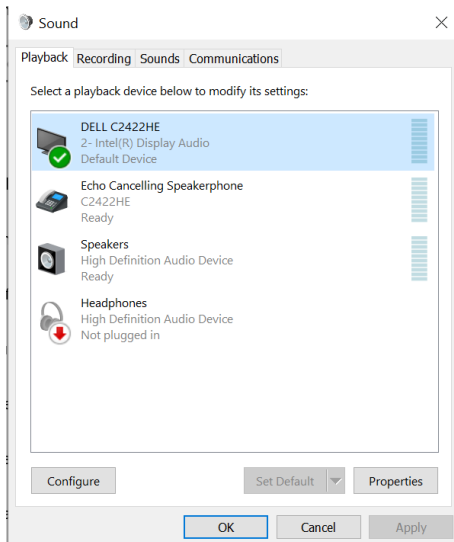 Sound
Playback Recording Sounds Communications
Select a playback device below to modify its settings:
DELL C2422HE
2- Intel(R) Display Audio
Default Device
Echo Cancelling Speakerphone
C2422HE
Ready
Speakers
High Definition Audio Device
Ready
Headphones
High Definition Audio Device
Not plugged in
Configure Set Default Properties
OK Cancel Apply